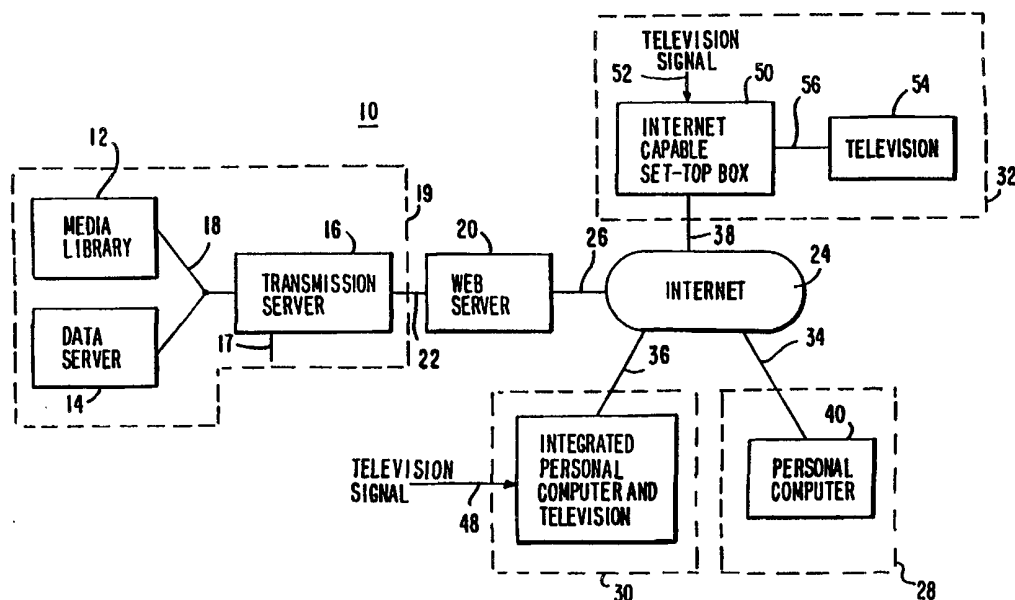 10
12
MEDIA
LIBRARY
18
DATA
SERVER
14
16
TRANSMISSION
SERVER
17
19
22
20
WEB
SERVER
26
INTERNET
24
TELEVISION
SIGNAL
52
50
INTERNET
CAPABLE
SET-TOP BOX
56
54
TELEVISION
32
38
36
34
TELEVISION
SIGNAL
48
INTEGRATED
PERSONAL
COMPUTER AND
TELEVISION
30
40
PERSONAL
COMPUTER
28